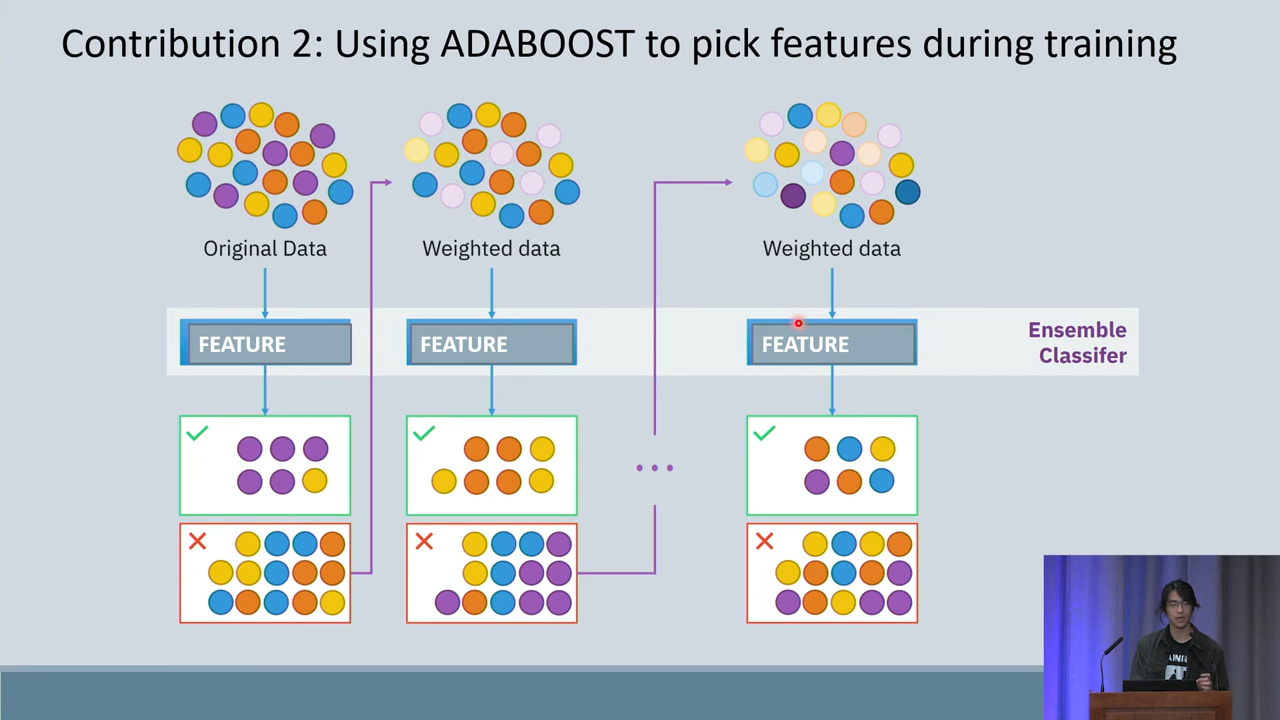 Contribution 2: Using ADABOOST to pick features during training
Original Data
Weighted data
Weighted data
FEATURE
FEATURE
FEATURE
Ensemble
Classifer